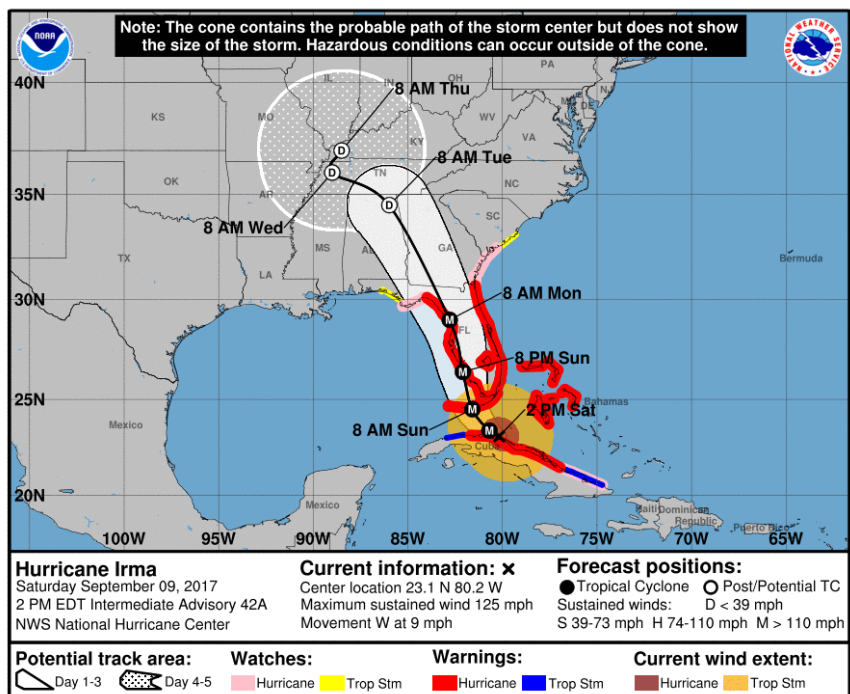 Note: The cone contains the probable path of the storm center but does not show
the size of the storm. Hazardous conditions can occur outside of the cone.
NOAA
NATIONAL WEATHER SERVICE
40N
35N
30N
25N
20N
100W
95W
90W
85W
80W
75W
70W
65W
8 AM Thu
8 AM Tue
8 AM Wed
8 AM Mon
8 PM Sun
8 AM Sun
2 PM Sat
D
D
D
M
M
M
M
PA
NJ
OH
IN
IL
DE
WV
VA
KS
MO
KY
OK
AR
TN
NC
SC
TX
LA
MS
AL
GA
FL
Bermuda
Bahamas
Mexico
Mexico
Cuba
Haiti
Dominican
Republic
Puerto Rico
Hurricane Irma
Saturday September 09, 2017
2 PM EDT Intermediate Advisory 42A
NWS National Hurricane Center
Current information: ×
Center location 23.1 N 80.2 W
Maximum sustained wind 125 mph
Movement W at 9 mph
Forecast positions:
Tropical Cyclone Post/Potential TC
Sustained winds: D < 39 mph
S 39-73 mph H 74-110 mph M > 110 mph
Potential track area:
Day 1-3 Day 4-5
Watches:
Hurricane Trop Stm
Warnings:
Hurricane Trop Stm
Current wind extent:
Hurricane Trop Stm